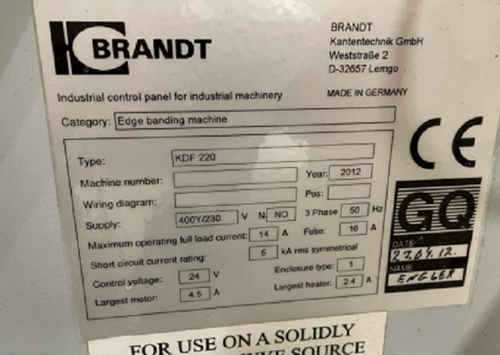 BRANDT
BRANDT
Kantentechnik GmbH
Weststraße 2
D-32657 Lemgo
Industrial control panel for industrial machinery
MADE IN GERMANY
Category: Edge banding machine
CE
Type: KDF 220
Machine number: Year: 2012
Wiring diagram: Pos:
Supply: 400Y/230 V N NO 3 Phase 50 Hz
Maximum operating full load current: 14 A Fuse: 16 A
Short circuit current rating: 5 kA rms symmetrical
Control voltage: 24 V Enclosure type: 1
Largest motor: 4.5 A Largest heater: 2.4 A
GQ
DATE
27.04.12.
NAME
ENGLER
FOR USE ON A SOLIDLY
SOURCE